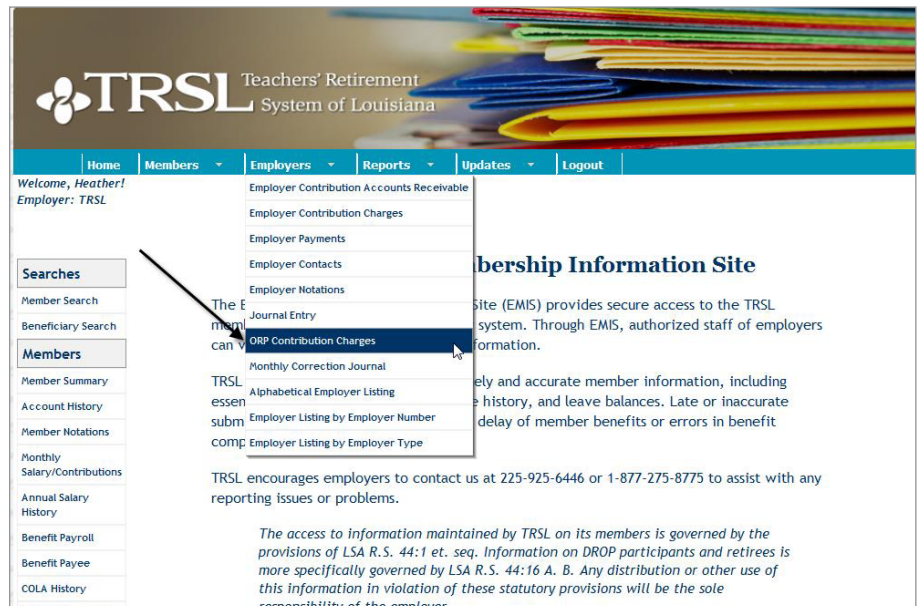 TRSL Teachers' Retirement
System of Louisiana
Home Members Employers Reports Updates Logout
Welcome, Heather!
Employer: TRSL
Employer Contribution Accounts Receivable
Employer Contribution Charges
Employer Payments
Employer Contacts
Employer Notations
Journal Entry
ORP Contribution Charges
Monthly Correction Journal
Alphabetical Employer Listing
Employer Listing by Employer Number
Employer Listing by Employer Type
Searches
Member Search
Beneficiary Search
Members
Member Summary
Account History
Member Notations
Monthly
Salary/Contributions
Annual Salary
History
Benefit Payroll
Benefit Payee
COLA History
bership Information Site
The E Site (EMIS) provides secure access to the TRSL
mem system. Through EMIS, authorized staff of employers
can v formation.
TRSL ely and accurate member information, including
essen e history, and leave balances. Late or inaccurate
subm delay of member benefits or errors in benefit
comp
TRSL encourages employers to contact us at 225-925-6446 or 1-877-275-8775 to assist with any
reporting issues or problems.
The access to information maintained by TRSL on its members is governed by the
provisions of LSA R.S. 44:1 et. seq. Information on DROP participants and retirees is
more specifically governed by LSA R.S. 44:16 A. B. Any distribution or other use of
this information in violation of these statutory provisions will be the sole
responsibility of the employer.